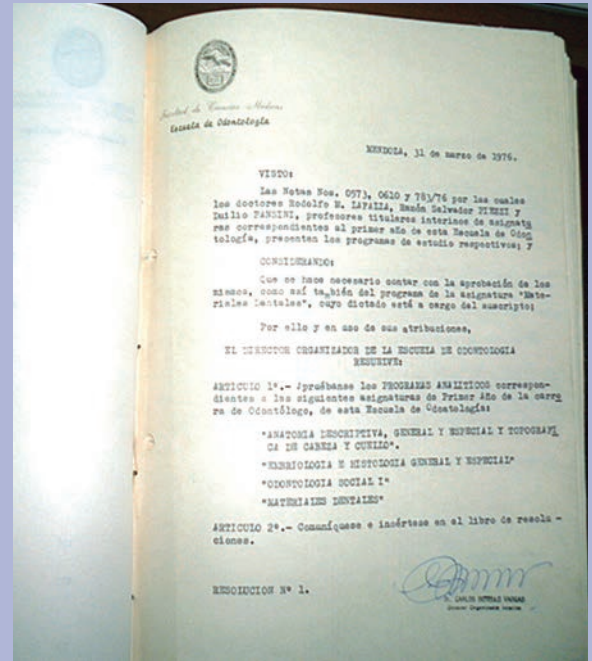 Facultad de Ciencias Médicas
Escuela de Odontología
MENDOZA, 31 de marzo de 1976.
VISTO:
Las Notas Nos. 0573, 0610 y 783/76 por las cuales
los doctores Rodolfo E. LAFALLA, Ramón Salvador PIEZZI y
Duilio PANSINI, profesores titulares interinos de asignatu
ras correspondientes al primer año de esta Escuela de Odon
tología, presentan los programas de estudio respectivos; y
CONSIDERANDO:
Que se hace necesario contar con la aprobación de los
mismos, como así también del programa de la asignatura "Mate-
riales Dentales", cuyo dictado está a cargo del suscripto;
Por ello y en uso de sus atribuciones,
EL DIRECTOR ORGANIZADOR DE LA ESCUELA DE ODONTOLOGIA
RESUELVE:
ARTICULO 1º.- Apruébanse los PROGRAMAS ANALITICOS correspon-
dientes a las siguientes asignaturas de Primer Año de la carre
ra de Odontólogo, de esta Escuela de Odontología:
"ANATOMIA DESCRIPTIVA, GENERAL Y ESPECIAL Y TOPOGRAFI
CA DE CABEZA Y CUELLO".
"EMBRIOLOGIA E HISTOLOGIA GENERAL Y ESPECIAL"
"ODONTOLOGIA SOCIAL I"
"MATERIALES DENTALES"
ARTICULO 2º.- Comuníquese e insértese en el libro de resolu -
ciones.
RESOLUCION Nº 1.
CARLOS VARGAS
Director Organizador Interino